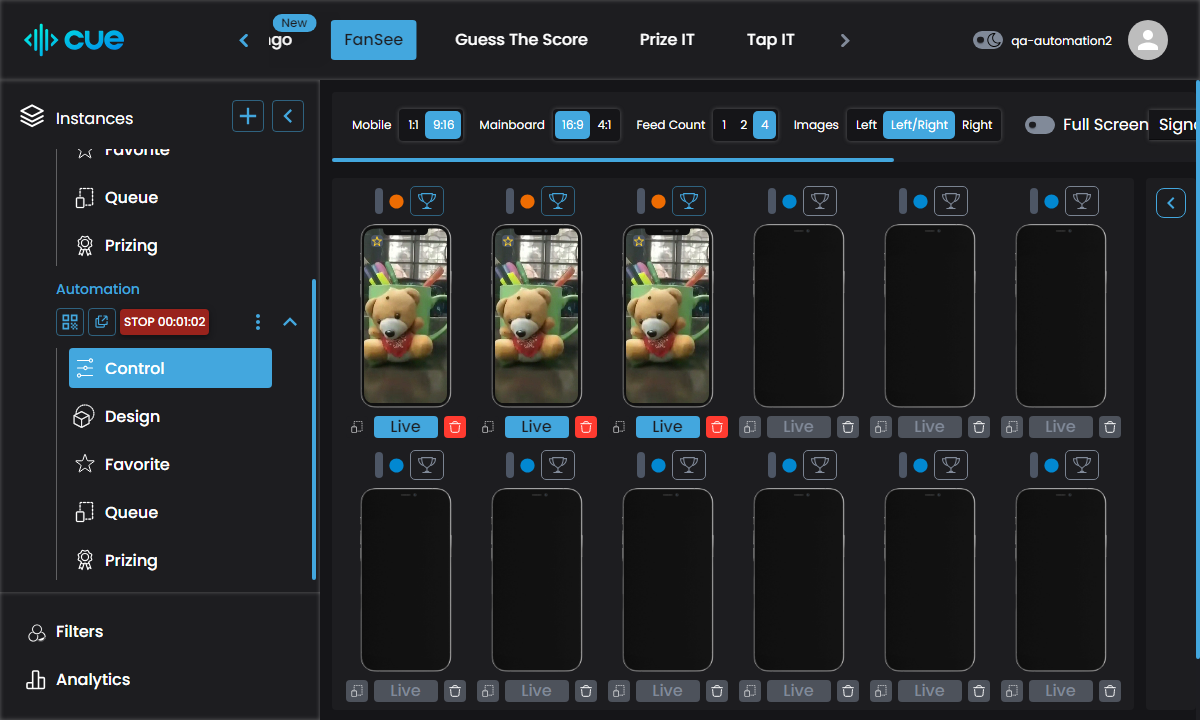 cue
New
ngo
FanSee
Guess The Score
Prize IT
Tap IT
qa-automation2
Instances
Favorite
Queue
Prizing
Automation
STOP 00:01:02
Control
Design
Favorite
Queue
Prizing
Filters
Analytics
Mobile 1:1 9:16 Mainboard 16:9 4:1 Feed Count 1 2 4 Images Left Left/Right Right Full Screen
Live Live Live Live Live Live
Live Live Live Live Live Live